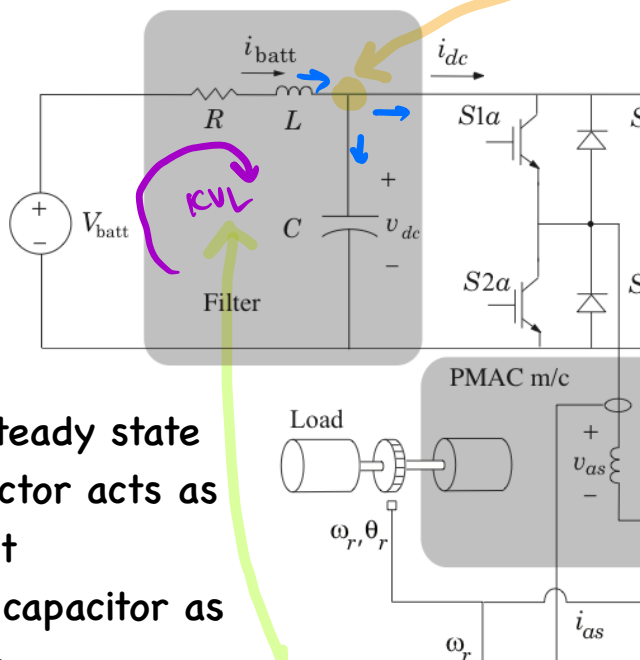 i_batt
i_dc
R
L
S1a
S
+
KVL
+
V_batt
−
C
v_dc
−
S2a
S
Filter
PMAC m/c
teady state
Load
+
ctor acts as
v_as
−
t
ω_r, θ_r
capacitor as
i_as
ω_r